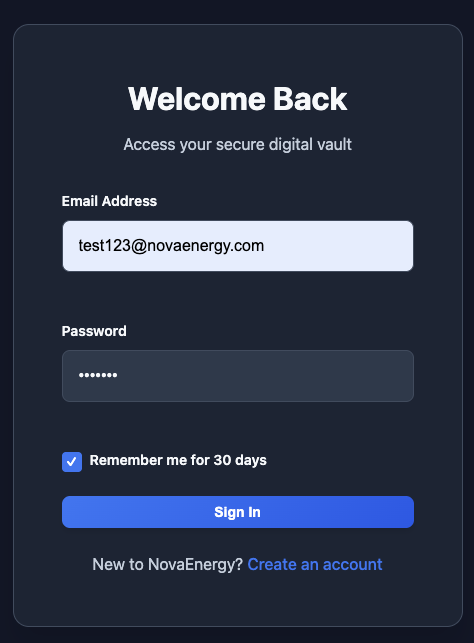 Welcome Back
Access your secure digital vault
Email Address
test123@novaenergy.com
Password
•••••••
Remember me for 30 days
Sign In
New to NovaEnergy? Create an account